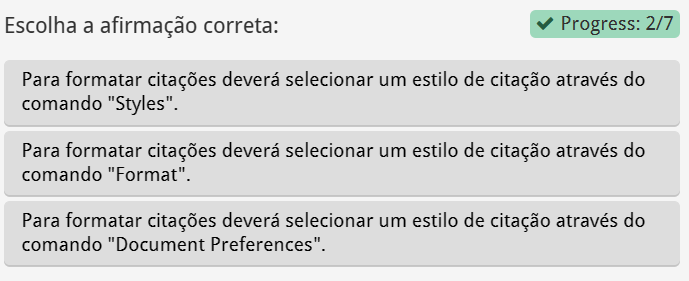 Escolha a afirmação correta:
Progress: 2/7
Para formatar citações deverá selecionar um estilo de citação através do
comando "Styles".
Para formatar citações deverá selecionar um estilo de citação através do
comando "Format".
Para formatar citações deverá selecionar um estilo de citação através do
comando "Document Preferences".